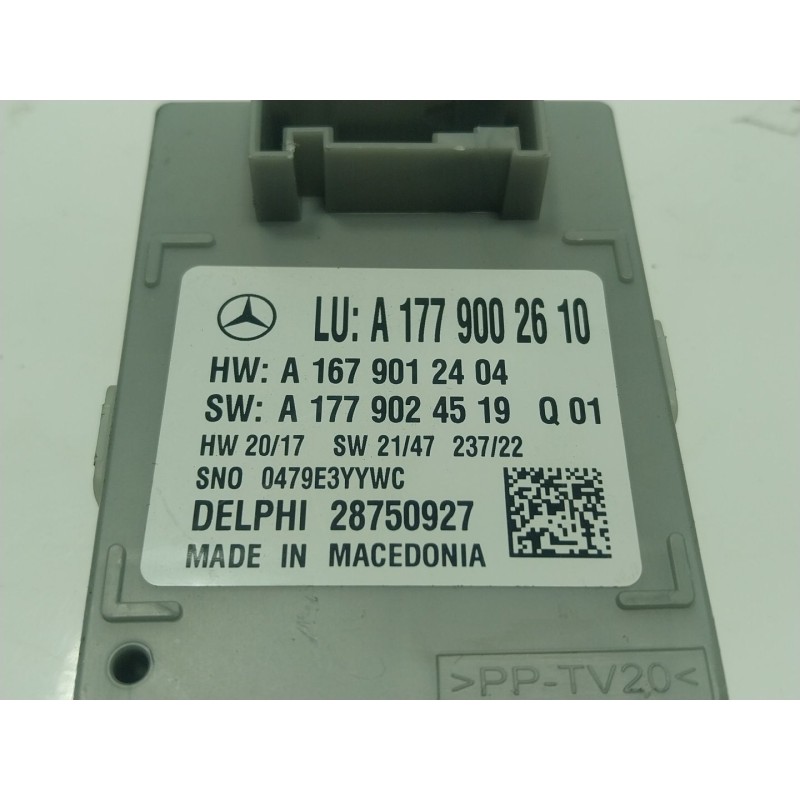 LU: A 177 900 26 10
HW: A 167 901 24 04
SW: A 177 902 45 19 Q 01
HW 20/17 SW 21/47 237/22
SNO 0479E3YYWC
DELPHI 28750927
MADE IN MACEDONIA
>PP-TV20<